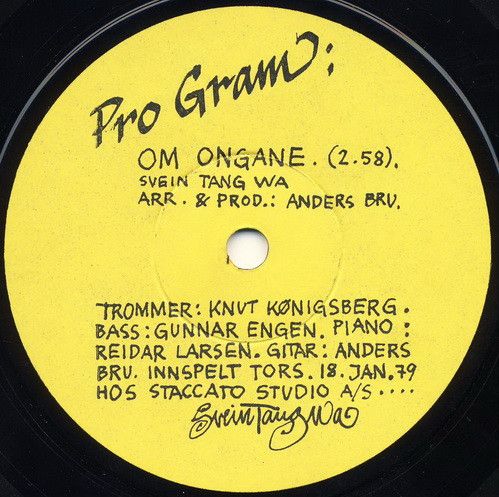 Pro Gram:
OM ONGANE. (2.58).
SVEIN TANG WA
ARR. & PROD.: ANDERS BRU.
TROMMER: KNUT KØNIGSBERG.
BASS: GUNNAR ENGEN. PIANO:
REIDAR LARSEN. GITAR: ANDERS
BRU. INNSPELT TORS. 18. JAN. 79
HOS STACCATO STUDIO A/S ....
Svein Tang Wa